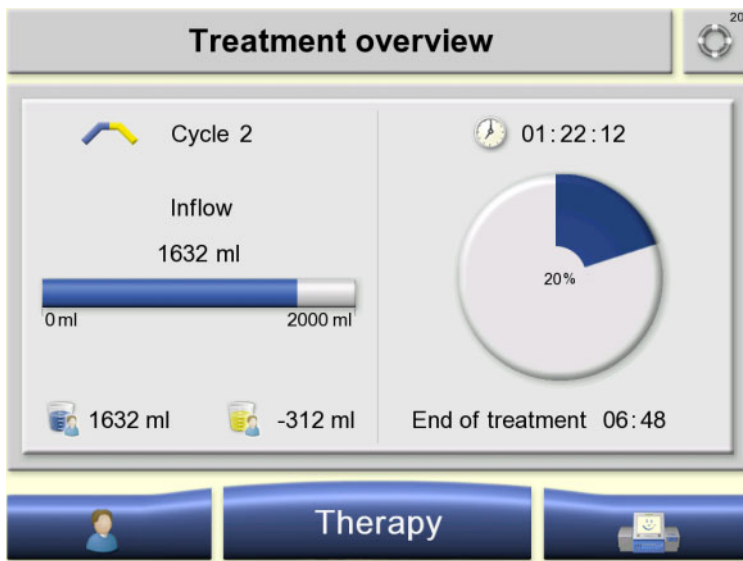 Treatment overview
20
Cycle 2
01:22:12
Inflow
1632 ml
20%
0 ml
2000 ml
1632 ml
-312 ml
End of treatment 06:48
Therapy